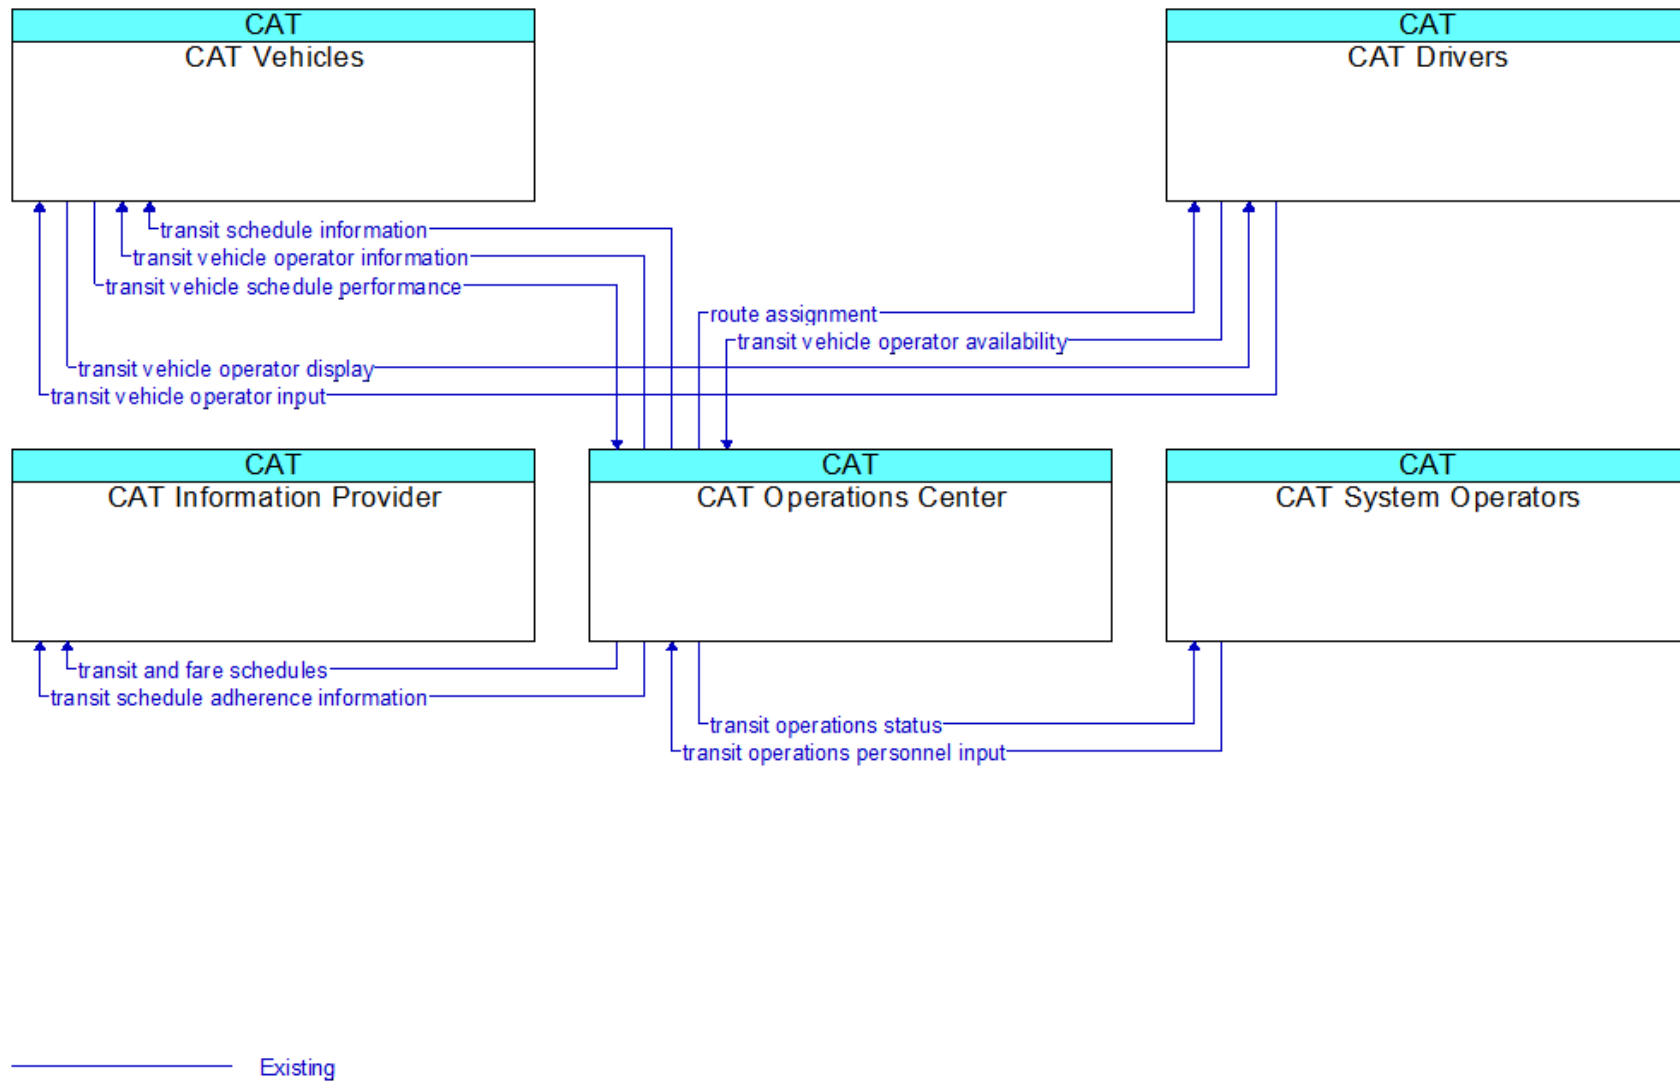 CAT
CAT Vehicles
CAT
CAT Drivers
transit schedule information
transit vehicle operator information
transit vehicle schedule performance
route assignment
transit vehicle operator availability
transit vehicle operator display
transit vehicle operator input
CAT
CAT Information Provider
CAT
CAT Operations Center
CAT
CAT System Operators
transit and fare schedules
transit schedule adherence information
transit operations status
transit operations personnel input
Existing